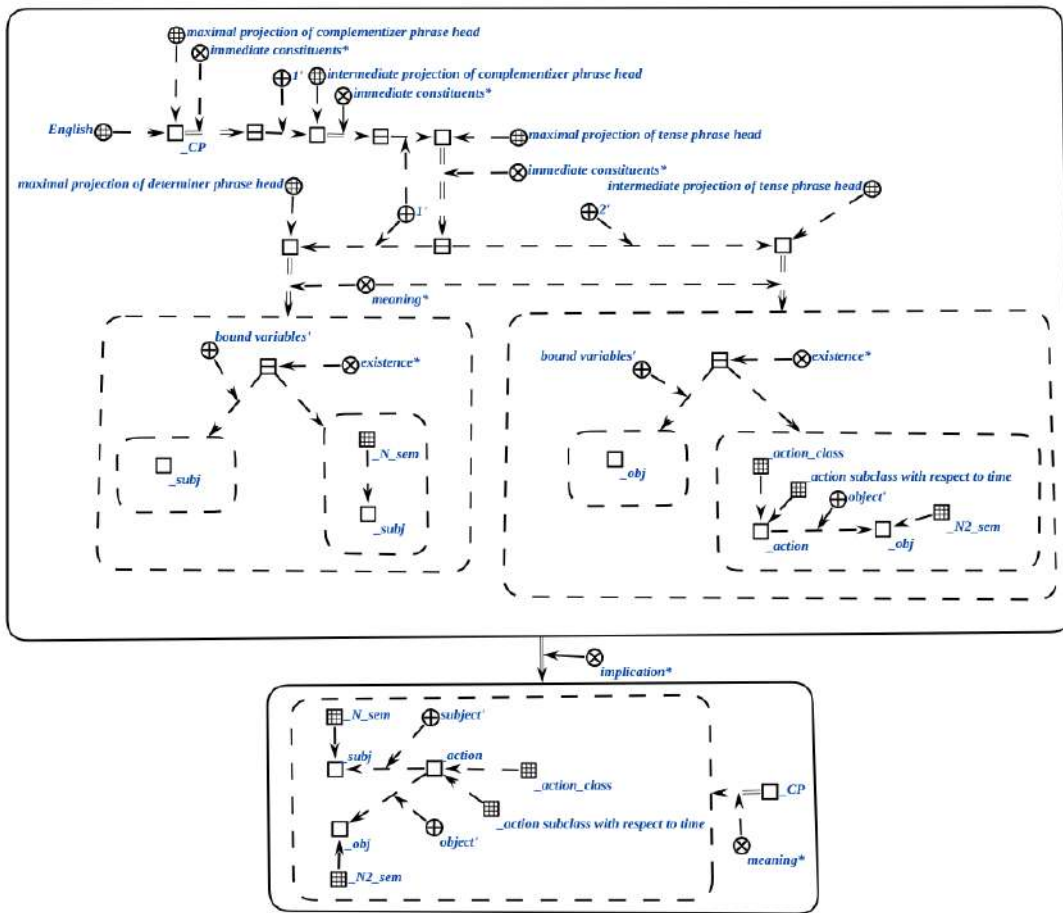 maximal projection of complementizer phrase head
immediate constituents*
1'
intermediate projection of complementizer phrase head
immediate constituents*
English
_CP
maximal projection of tense phrase head
immediate constituents*
maximal projection of determiner phrase head
intermediate projection of tense phrase head
1'
2'
meaning*
bound variables'
existence*
_N_sem
_subj
_subj
bound variables'
existence*
_obj
_action_class
_action subclass with respect to time
object'
_N2_sem
_action
_obj
implication*
_N_sem
subject'
_subj
_action
_action_class
_CP
_action subclass with respect to time
_obj
object'
meaning*
_N2_sem